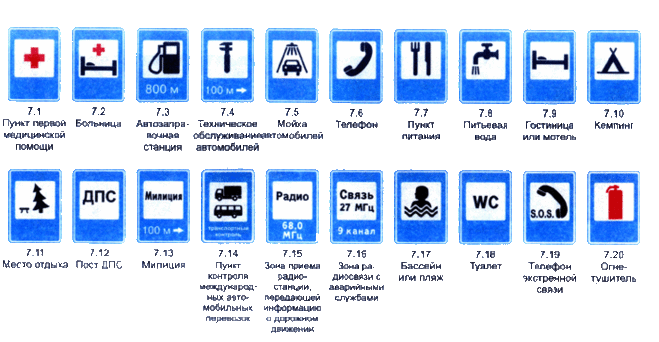 800 м
100 м →
7.1
7.2
7.3
7.4
7.5
7.6
7.7
7.8
7.9
7.10
Пункт первой
медицинской
помощи
Больница
Автозапра-
вочная
станция
Техническое
обслуживание
автомобилей
Мойка
автомобилей
Телефон
Пункт
питания
Питьевая
вода
Гостиница
или мотель
Кемпинг
ДПС
Милиция
100 м →
транспортный
контроль
Радио
68,0
МГц
Связь
27 МГц
9 канал
WC
S.O.S.
7.11
7.12
7.13
7.14
7.15
7.16
7.17
7.18
7.19
7.20
Место отдыха
Пост ДПС
Милиция
Пункт
контроля
международ-
ных авто-
мобильных
перевозок
Зона приема
радио-
станции,
передающей
информацию
о дорожном
движении
Зона ра-
диосвязи с
аварийными
службами
Бассейн
или пляж
Туалет
Телефон
экстренной
связи
Огне-
тушитель